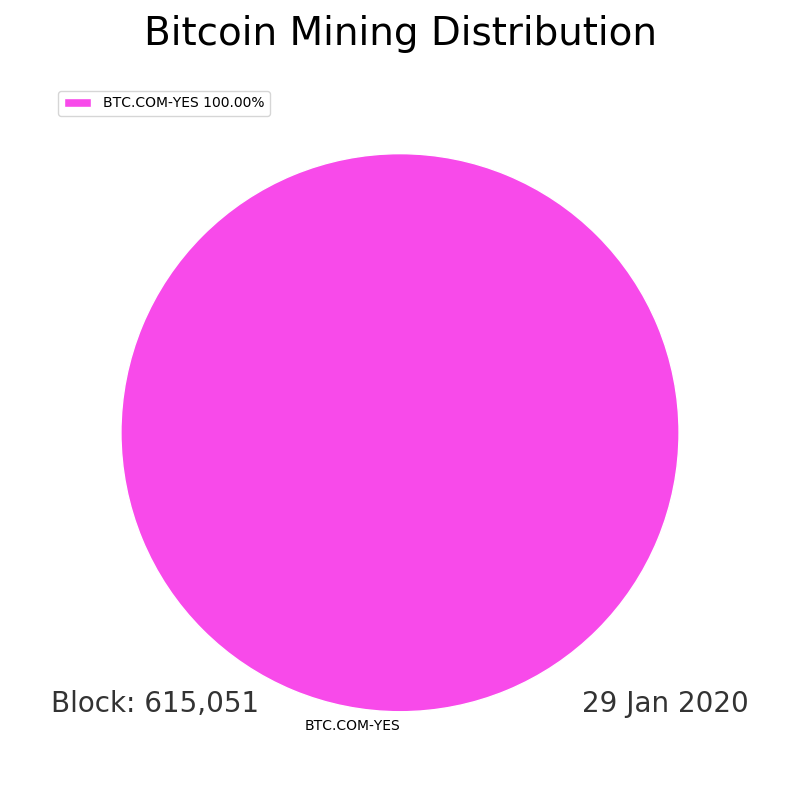 Bitcoin Mining Distribution
BTC.COM-YES 100.00%
Block: 615,051
29 Jan 2020
BTC.COM-YES